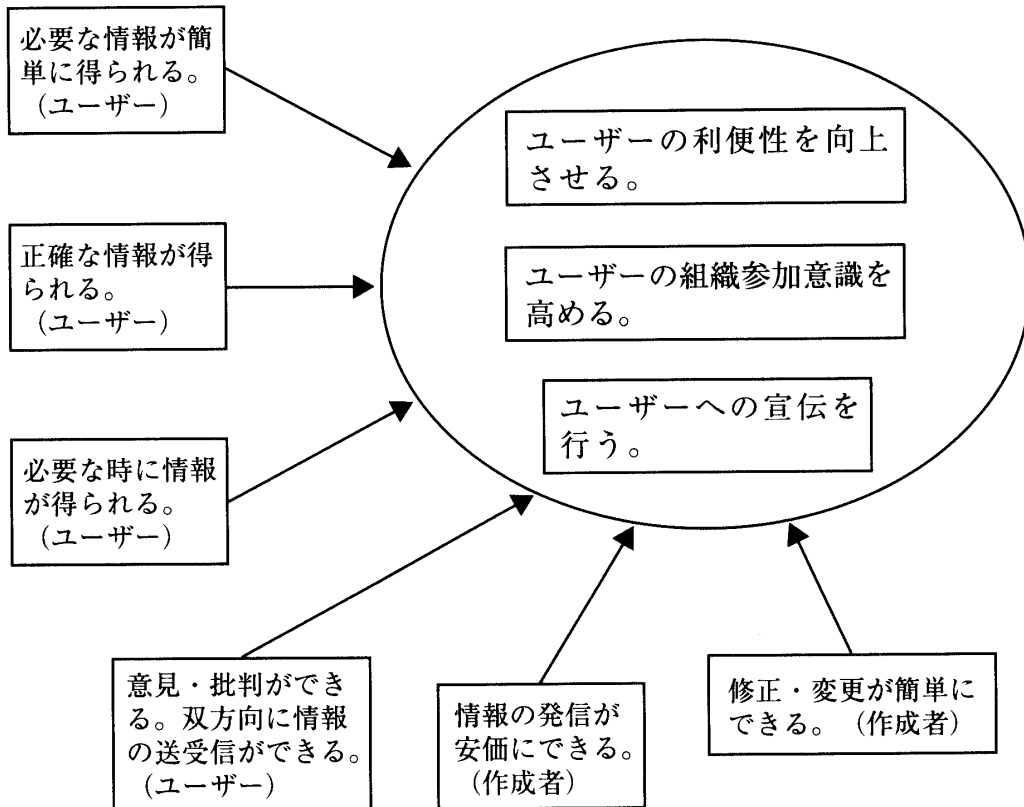 必要な情報が簡
単に得られる。
（ユーザー）
正確な情報が得
られる。
（ユーザー）
必要な時に情報
が得られる。
（ユーザー）
ユーザーの利便性を向上
させる。
ユーザーの組織参加意識を
高める。
ユーザーへの宣伝を
行う。
意見・批判ができ
る。双方向に情報
の送受信ができる。
（ユーザー）
情報の発信が
安価にできる。
（作成者）
修正・変更が簡単に
できる。（作成者）